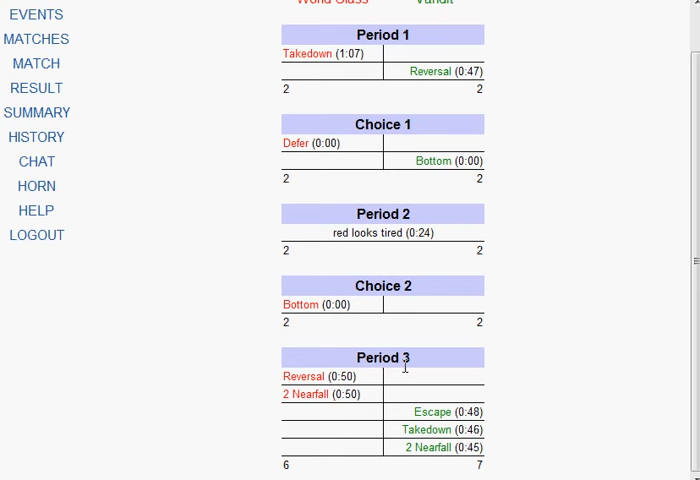 World Class Vandit
EVENTS
MATCHES
MATCH
RESULT
SUMMARY
HISTORY
CHAT
HORN
HELP
LOGOUT
Period 1
Takedown (1:07)
Reversal (0:47)
2 2
Choice 1
Defer (0:00)
Bottom (0:00)
2 2
Period 2
red looks tired (0:24)
2 2
Choice 2
Bottom (0:00)
2 2
Period 3
Reversal (0:50)
2 Nearfall (0:50)
Escape (0:48)
Takedown (0:46)
2 Nearfall (0:45)
6 7